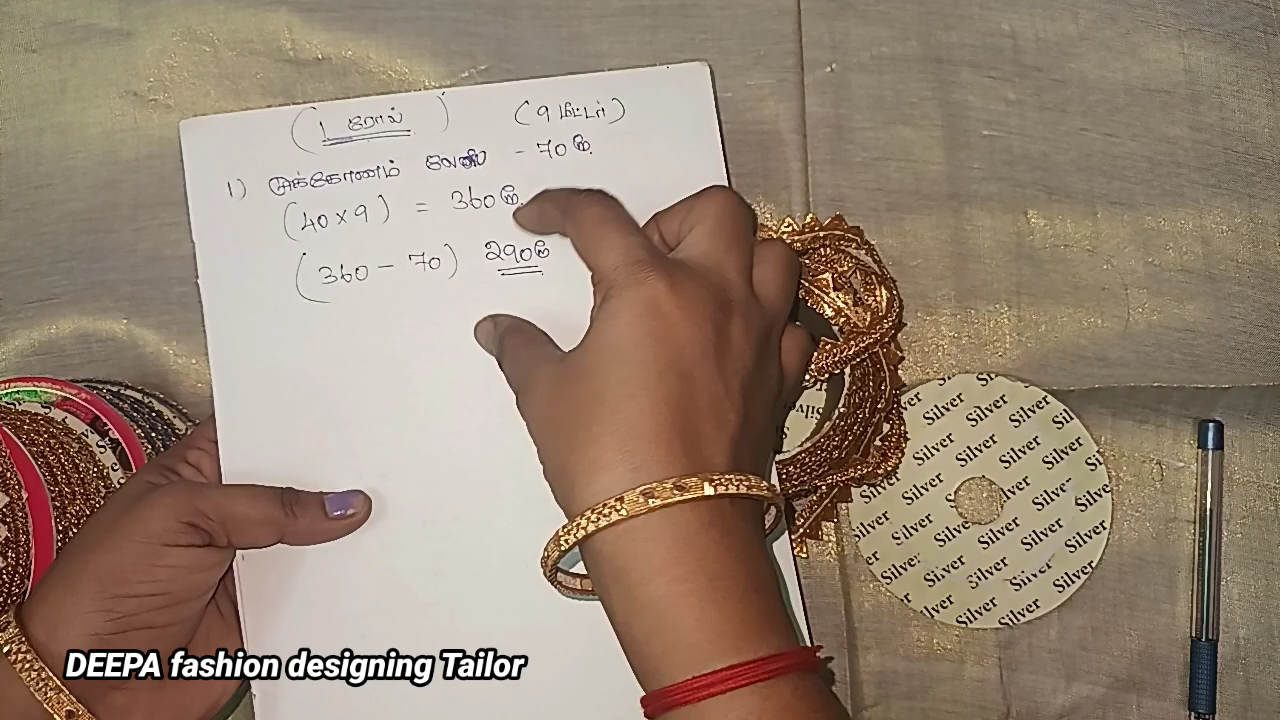 ( 1 ரோல் ) ( 9 மீட்டர் )
1) முக்கோணம் லேஸ் - 70 ரூ.
(40 × 9) = 360 ரூ.
(360 - 70) 290 ரூ
Silver
DEEPA fashion designing Tailor